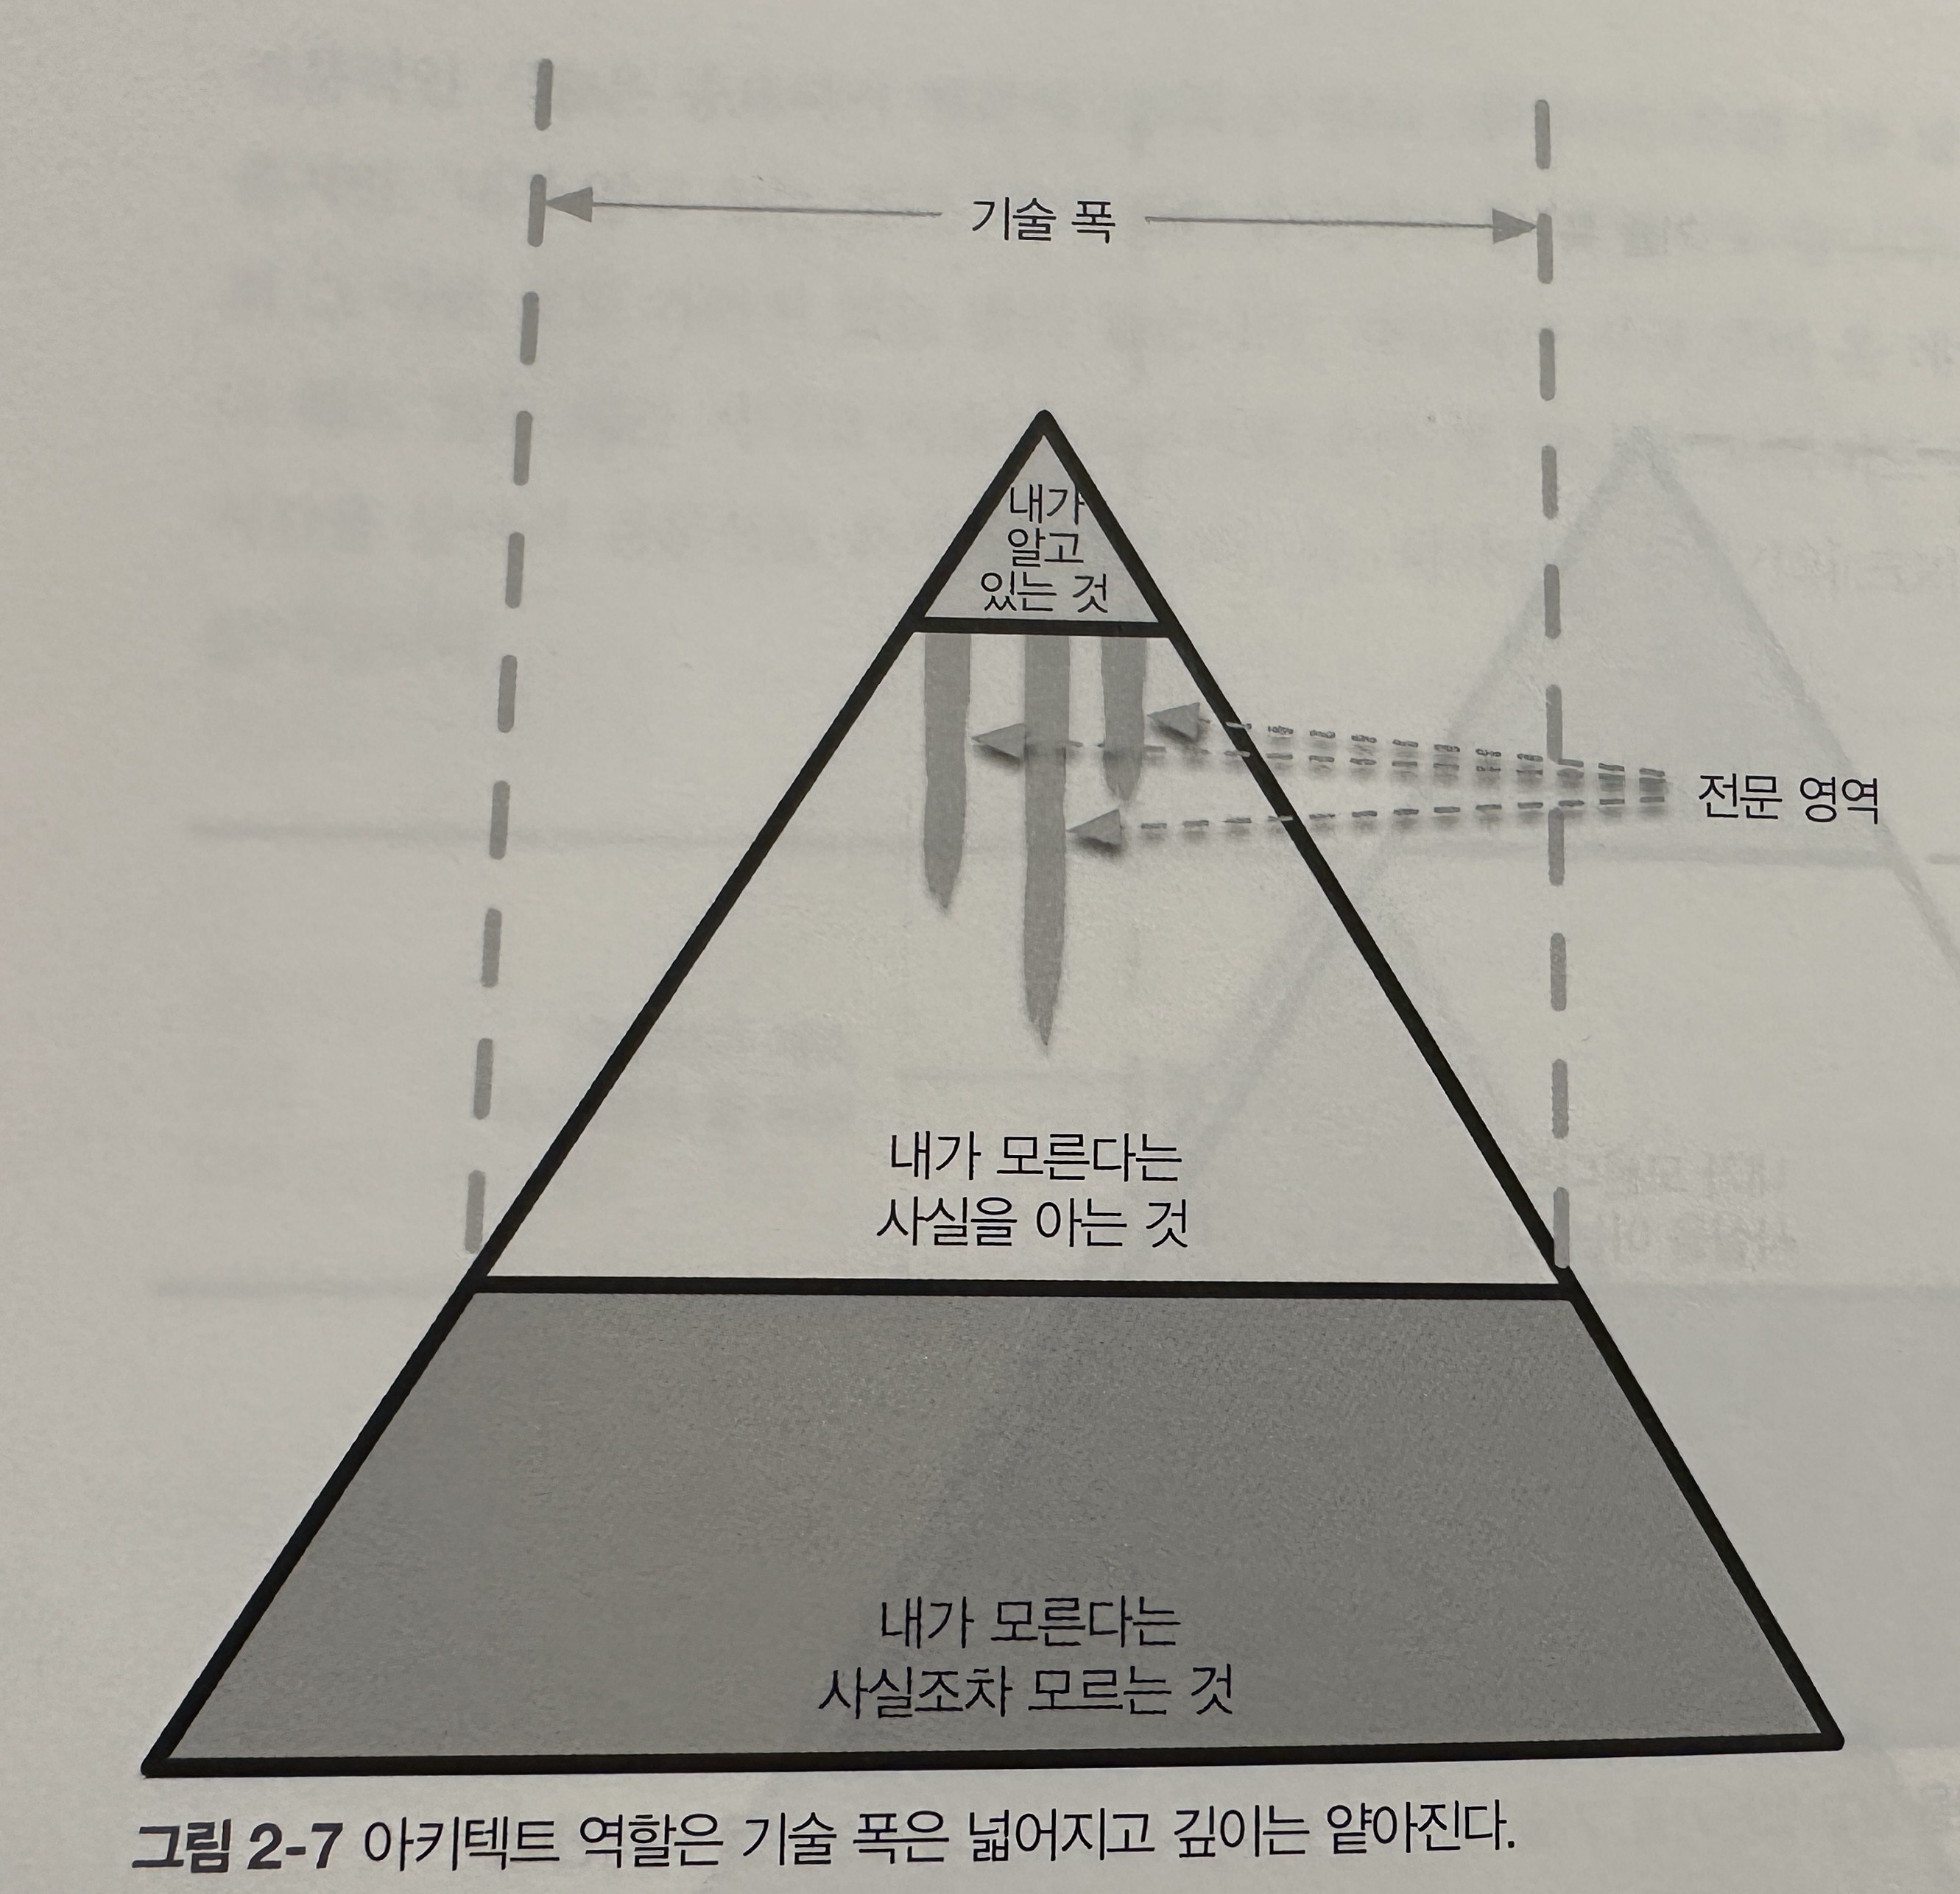 기술 폭
내가
알고
있는 것
전문 영역
내가 모른다는
사실을 아는 것
내가 모른다는
사실조차 모르는 것
그림 2-7 아키텍트 역할은 기술 폭은 넓어지고 깊이는 얕아진다.